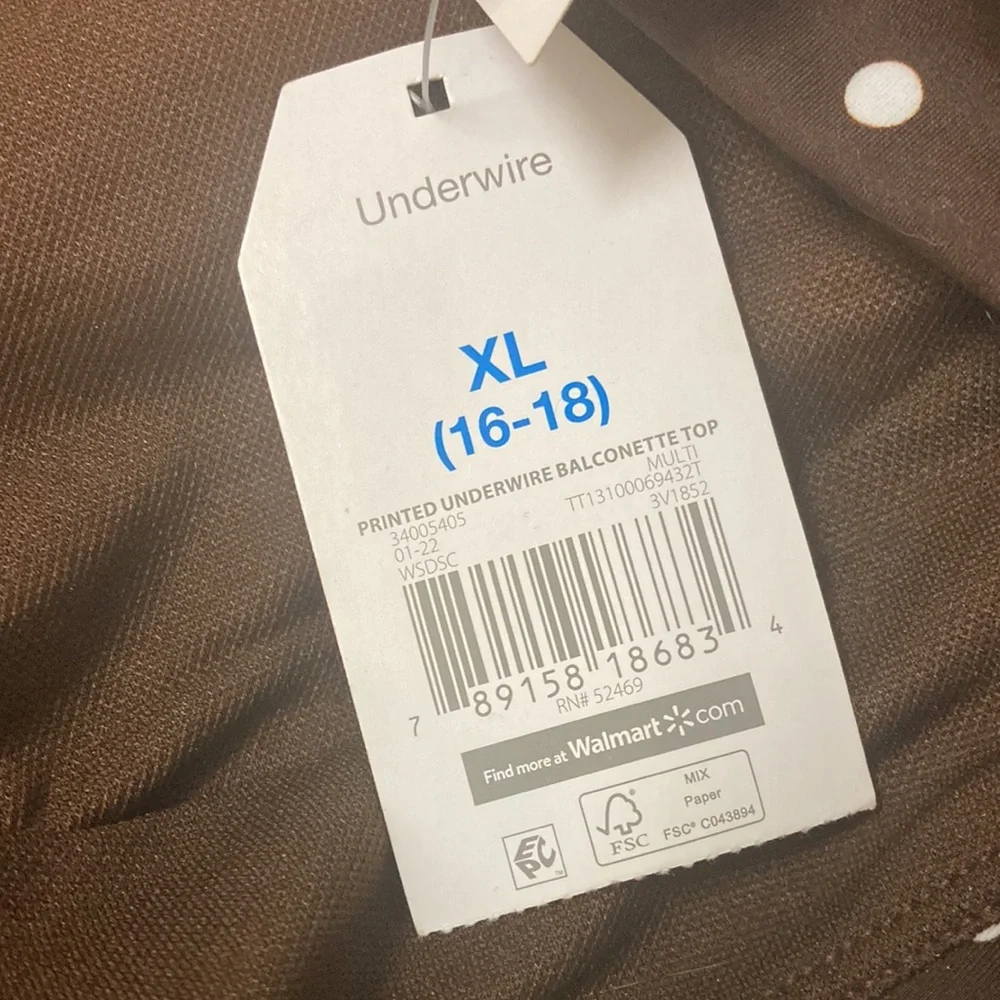 Underwire
XL
(16-18)
PRINTED UNDERWIRE BALCONETTE TOP
34005405 MULTI
01-22 TT13100069432T
WSDSC 3V1852
7 89158 18683 4
RN# 52469
Find more at Walmart com
MIX
Paper
FSC® C043894
FSC
EPC™